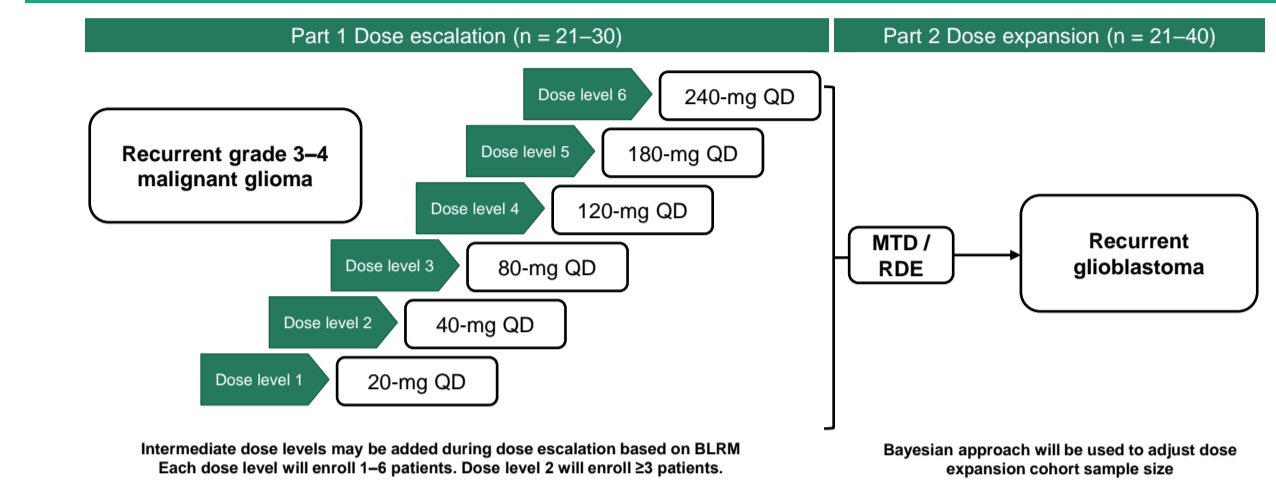 Part 1 Dose escalation (n = 21–30)
Part 2 Dose expansion (n = 21–40)
Recurrent grade 3–4
malignant glioma
Dose level 6
240-mg QD
Dose level 5
180-mg QD
Dose level 4
120-mg QD
Dose level 3
80-mg QD
Dose level 2
40-mg QD
Dose level 1
20-mg QD
MTD /
RDE
Recurrent
glioblastoma
Intermediate dose levels may be added during dose escalation based on BLRM
Each dose level will enroll 1–6 patients. Dose level 2 will enroll ≥3 patients.
Bayesian approach will be used to adjust dose
expansion cohort sample size